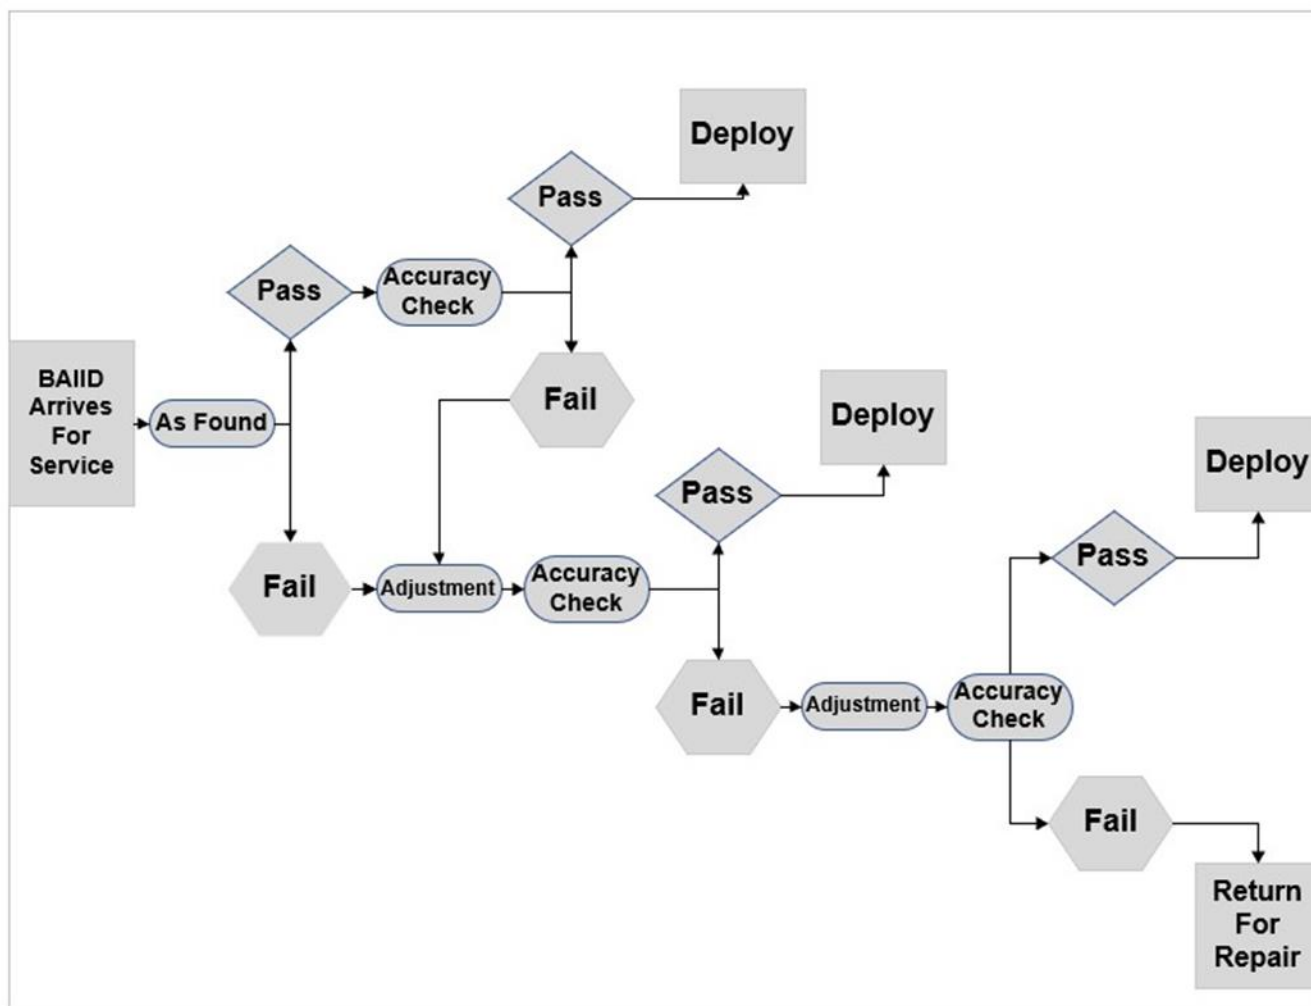 Deploy
Pass
Pass
Accuracy
Check
BAIID
Arrives
For
Service
As Found
Fail
Deploy
Pass
Deploy
Fail
Adjustment
Accuracy
Check
Pass
Fail
Adjustment
Accuracy
Check
Fail
Return
For
Repair